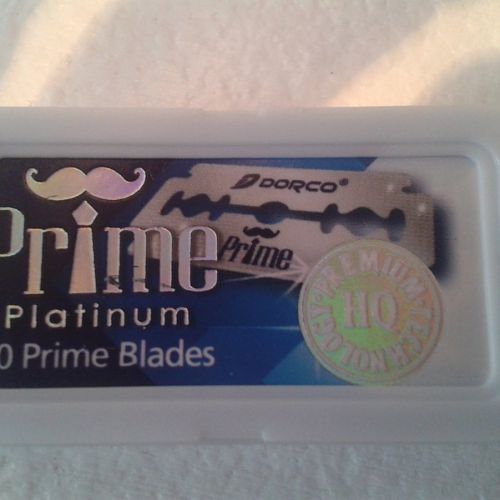 DORCO®
Prime
Prime
Platinum
0 Prime Blades
PREMIUM TECHNOLOGY
HQ